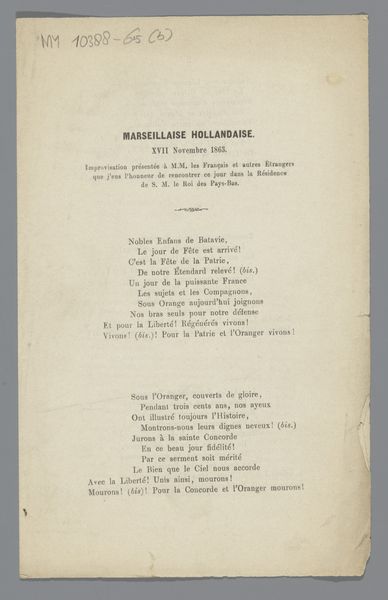 MY 10388-65(b)
MARSEILLAISE HOLLANDAISE.
XVII Novembre 1863.
Improvisation présentée à M.M. les Français et autres Étrangers
que j'eus l'honneur de rencontrer ce jour dans la Résidence
de S. M. le Roi des Pays-Bas.
Nobles Enfans de Batavie,
Le jour de Fête est arrivé!
C'est la Fête de la Patrie,
De notre Étendard relevé! (bis.)
Un jour de la puissante France
Les sujets et les Compagnons,
Sous Orange aujourd'hui joignons
Nos bras seuls pour notre défense
Et pour la Liberté! Régénérés vivons!
Vivons! (bis.)! Pour la Patrie et l'Oranger vivons!
Sous l'Oranger, couverts de gloire,
Pendant trois cents ans, nos ayeux
Ont illustré toujours l'Histoire,
Montrons-nous leurs dignes neveux! (bis.)
Jurons à la sainte Concorde
En ce beau jour fidélité!
Par ce serment soit mérité
Le Bien que le Ciel nous accorde
Avec la Liberté! Unis ainsi, mourons!
Mourons! (bis)! Pour la Concorde et l'Oranger mourons!